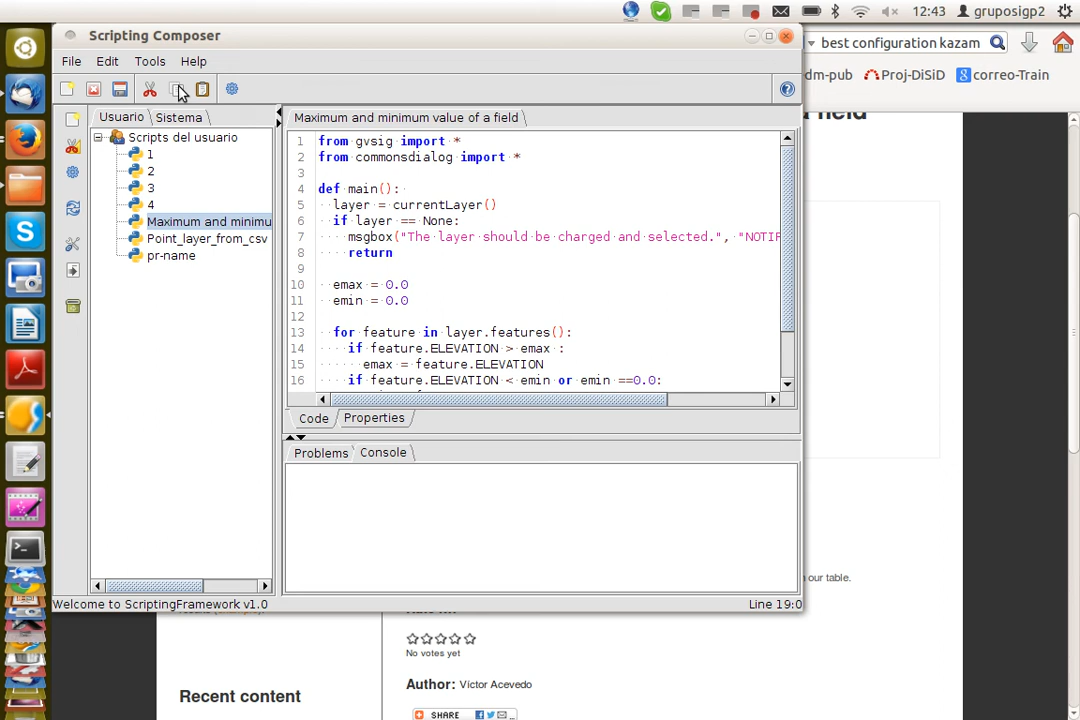 12:43 gruposigp2
Scripting Composer
best configuration kazam
File Edit Tools Help
dm-pub Proj-DiSiD correo-Train
Usuario Sistema
Scripts del usuario
1
2
3
4
Maximum and minimu
Point_layer_from_csv
pr-name
Maximum and minimum value of a field
1 from gvsig import *
2 from commonsdialog import *
3
4 def main():
5 layer = currentLayer()
6 if layer == None:
7 msgbox("The layer should be charged and selected.", "NOTIF
8 return
9
10 emax = 0.0
11 emin = 0.0
12
13 for feature in layer.features():
14 if feature.ELEVATION > emax :
15 emax = feature.ELEVATION
16 if feature.ELEVATION < emin or emin ==0.0:
Code Properties
Problems Console
Welcome to ScriptingFramework v1.0 Line 19:0
field
n our table.
No votes yet
Author: Víctor Acevedo
Recent content
SHARE